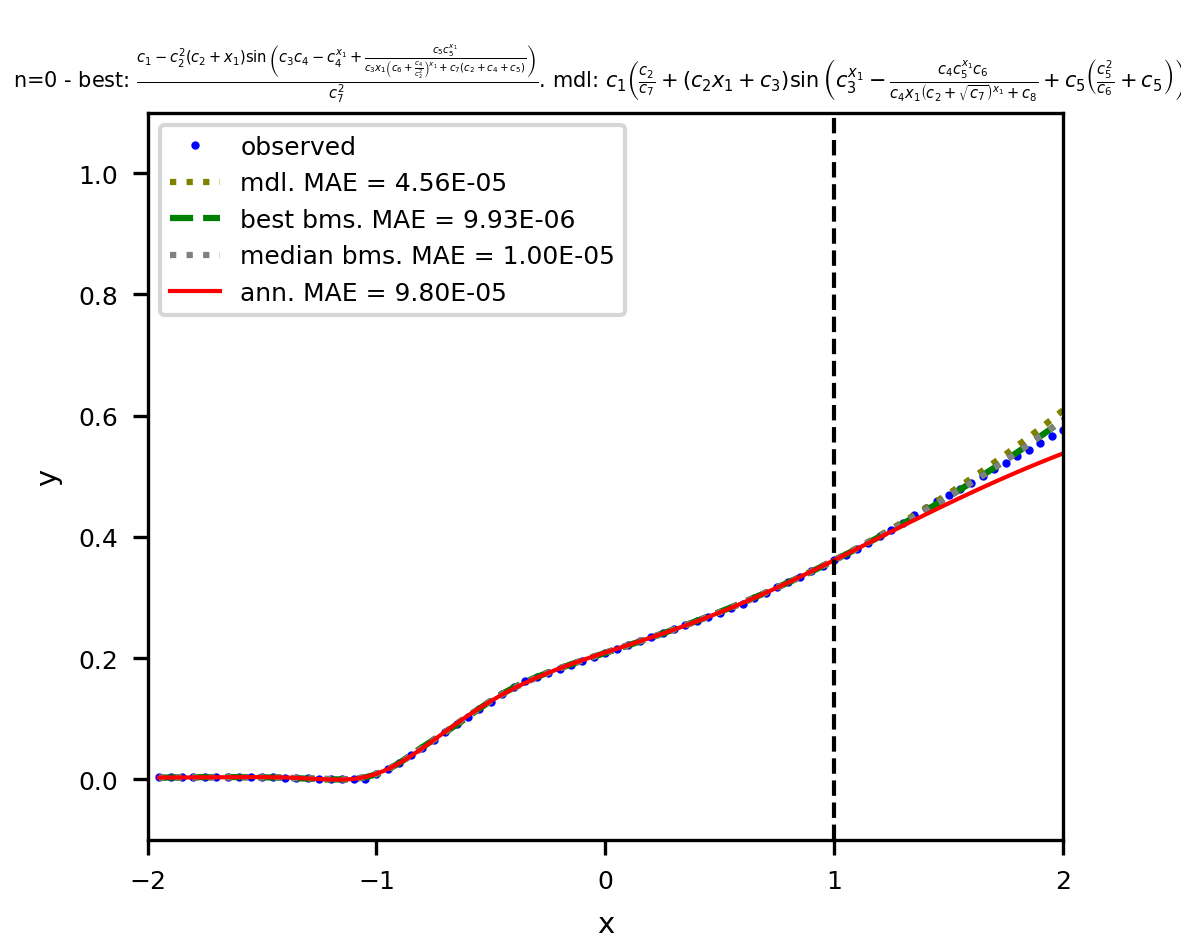 n=0 - best: \frac{c_1-c_2^2(c_2+x_1)\sin\left(c_3c_4-c_4^{x_1}+\frac{c_5c_5^{x_1}}{c_3x_1\left(c_6+\frac{c_4}{c_2^2}\right)^{x_1}+c_7(c_2+c_4+c_5)}\right)}{c_7^2}. mdl: c_1\left(\frac{c_2}{c_7}+(c_2x_1+c_3)\sin\left(c_3^{x_1}-\frac{c_4c_5^{x_1}c_6}{c_4x_1(c_2+\sqrt{c_7})^{x_1}+c_8}+c_5\left(\frac{c_5^2}{c_6}+c_5\right)\right)
observed
mdl. MAE = 4.56E-05
best bms. MAE = 9.93E-06
median bms. MAE = 1.00E-05
ann. MAE = 9.80E-05
1.0
0.8
0.6
0.4
0.2
0.0
y
−2
−1
0
1
2
x